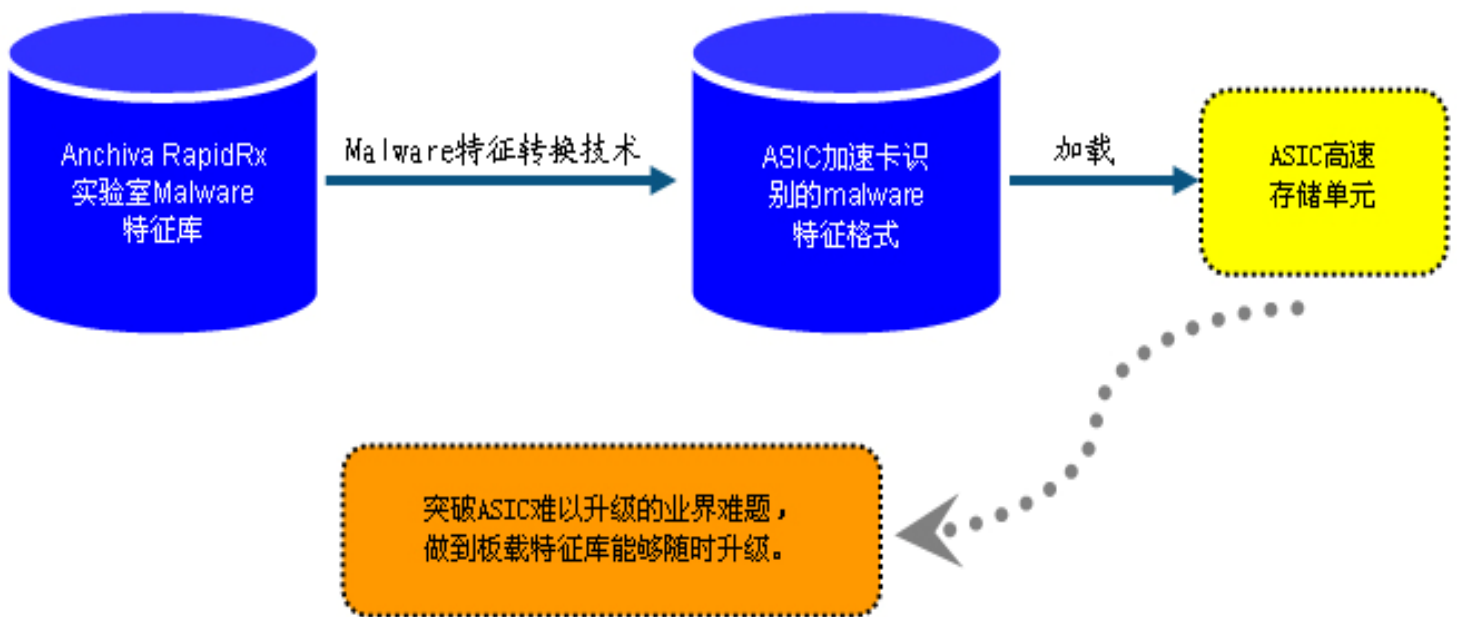 Anchiva RapidRx
实验室Malware
特征库
Malware特征转换技术
ASIC加速卡识
别的malware
特征格式
加载
ASIC高速
存储单元
突破ASIC难以升级的业界难题，
做到板载特征库能够随时升级。